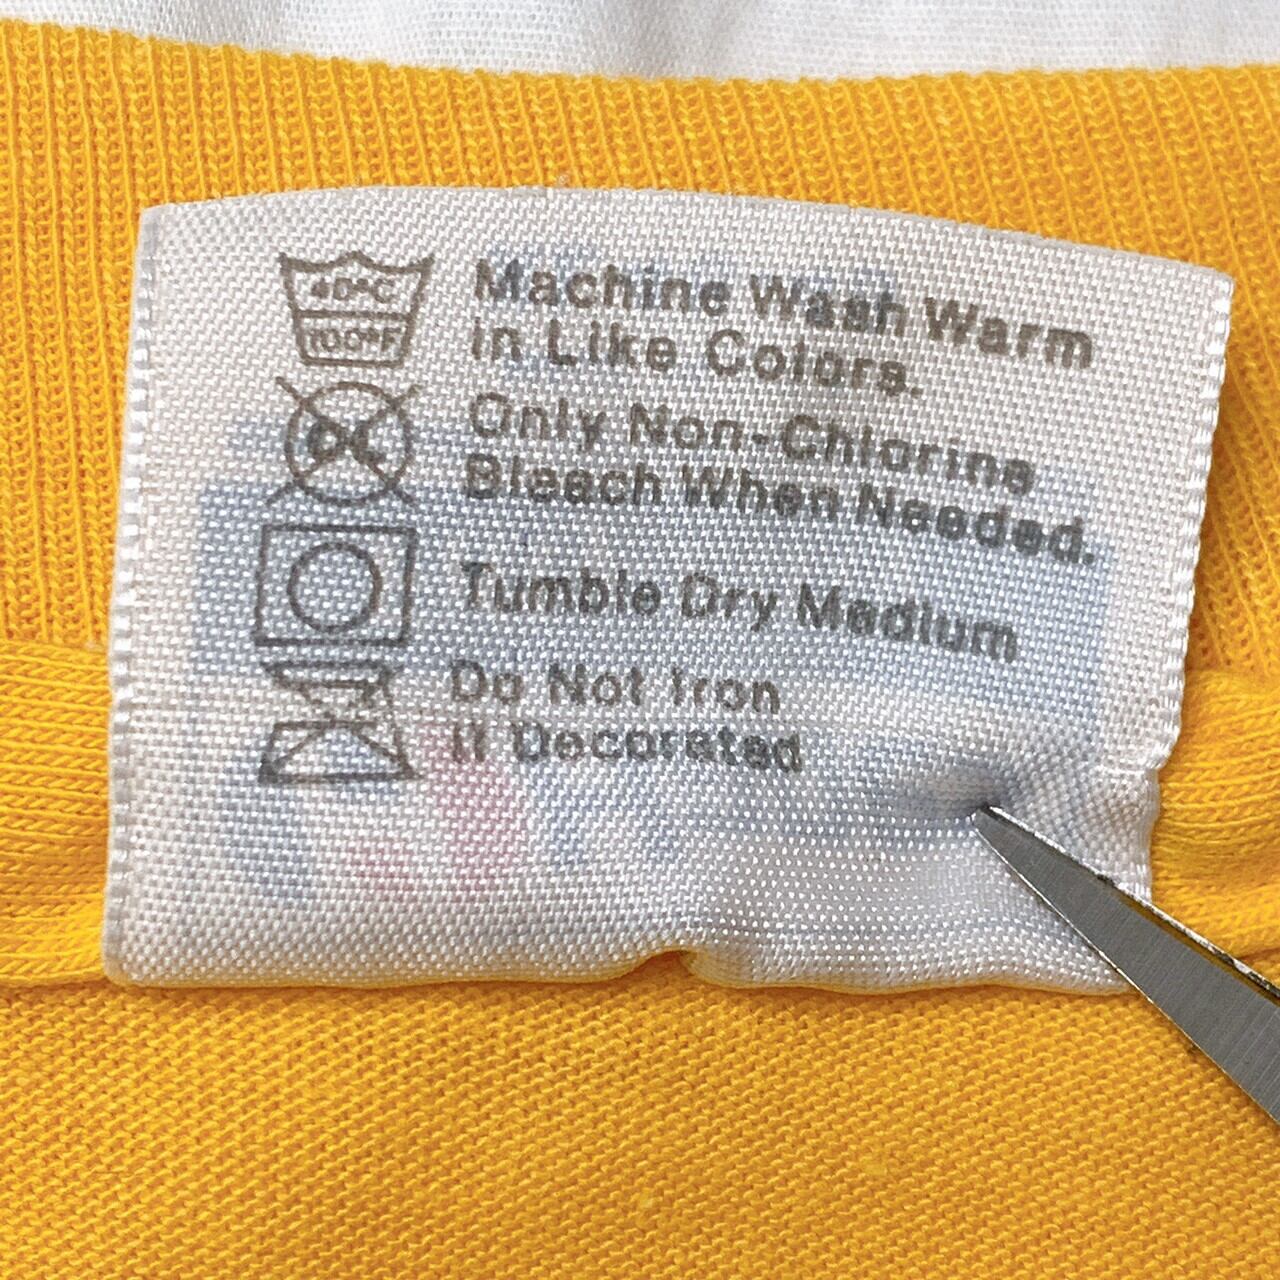 40°C
100°F
Machine Wash Warm
in Like Colors.
CL
Only Non-Chlorine
Bleach When Needed.
Tumble Dry Medium
Do Not Iron
If Decorated